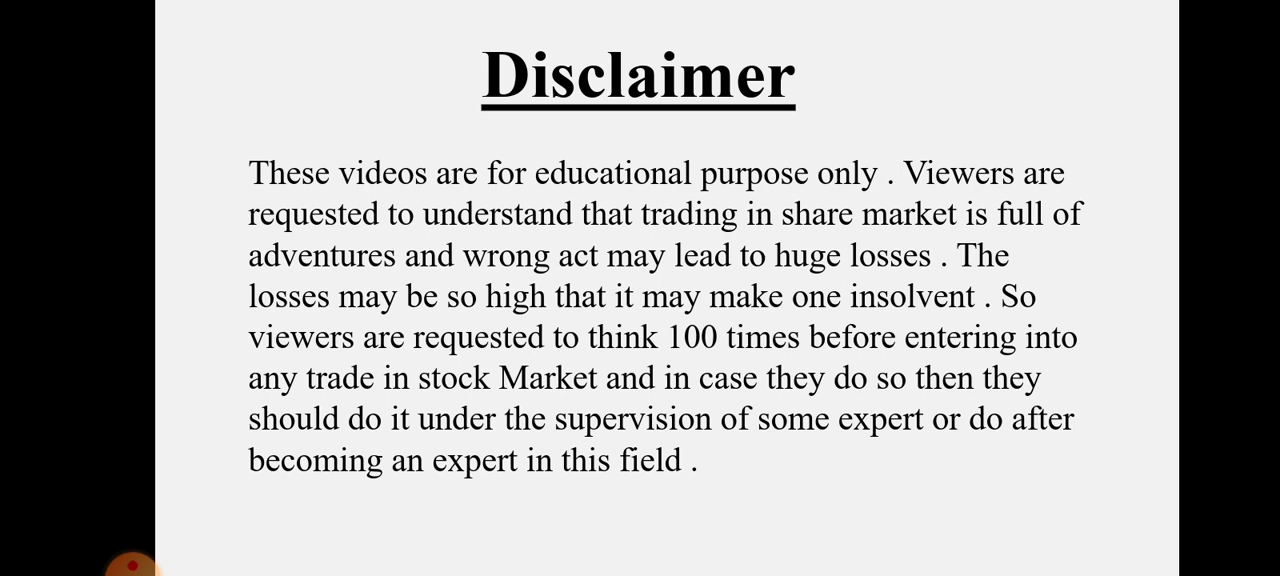 Disclaimer
These videos are for educational purpose only . Viewers are
requested to understand that trading in share market is full of
adventures and wrong act may lead to huge losses . The
losses may be so high that it may make one insolvent . So
viewers are requested to think 100 times before entering into
any trade in stock Market and in case they do so then they
should do it under the supervision of some expert or do after
becoming an expert in this field .